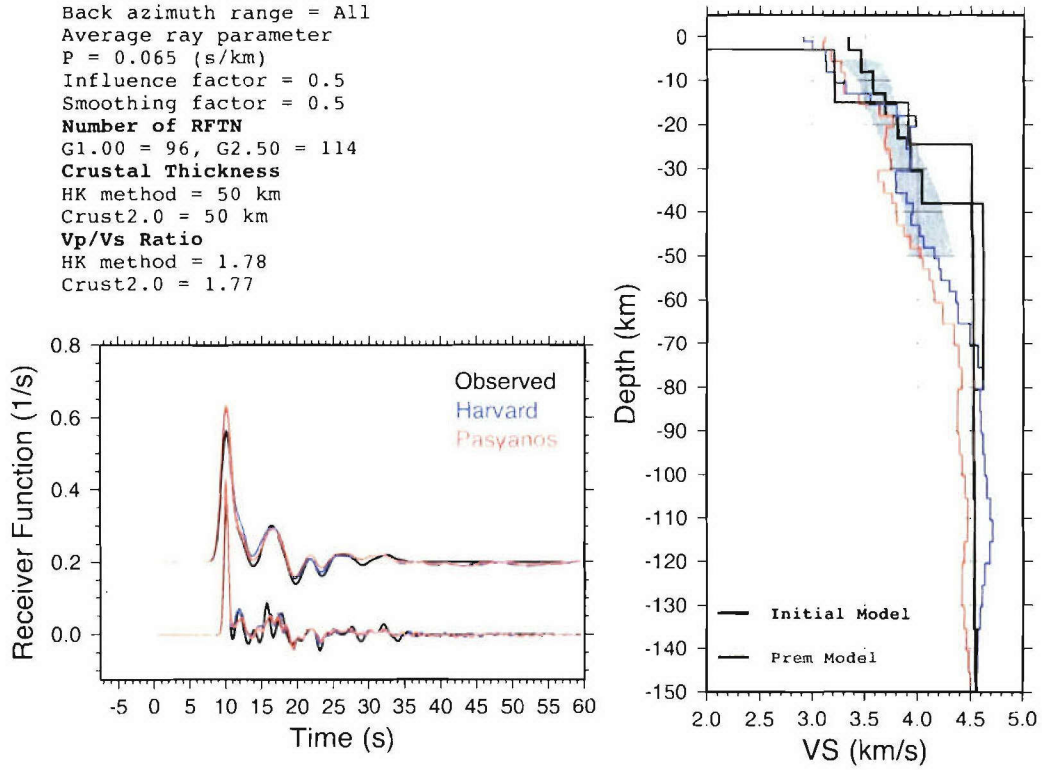 Back azimuth range = All
Average ray parameter
P = 0.065 (s/km)
Influence factor = 0.5
Smoothing factor = 0.5
Number of RFTN
G1.00 = 96, G2.50 = 114
Crustal Thickness
HK method = 50 km
Crust2.0 = 50 km
Vp/Vs Ratio
HK method = 1.78
Crust2.0 = 1.77
Receiver Function (1/s)
0.8
0.6
0.4
0.2
0.0
Observed
Harvard
Pasyanos
-5 0 5 10 15 20 25 30 35 40 45 50 55 60
Time (s)
Depth (km)
0
-10
-20
-30
-40
-50
-60
-70
-80
-90
-100
-110
-120
-130
-140
-150
Initial Model
Prem Model
2.0 2.5 3.0 3.5 4.0 4.5 5.0
VS (km/s)